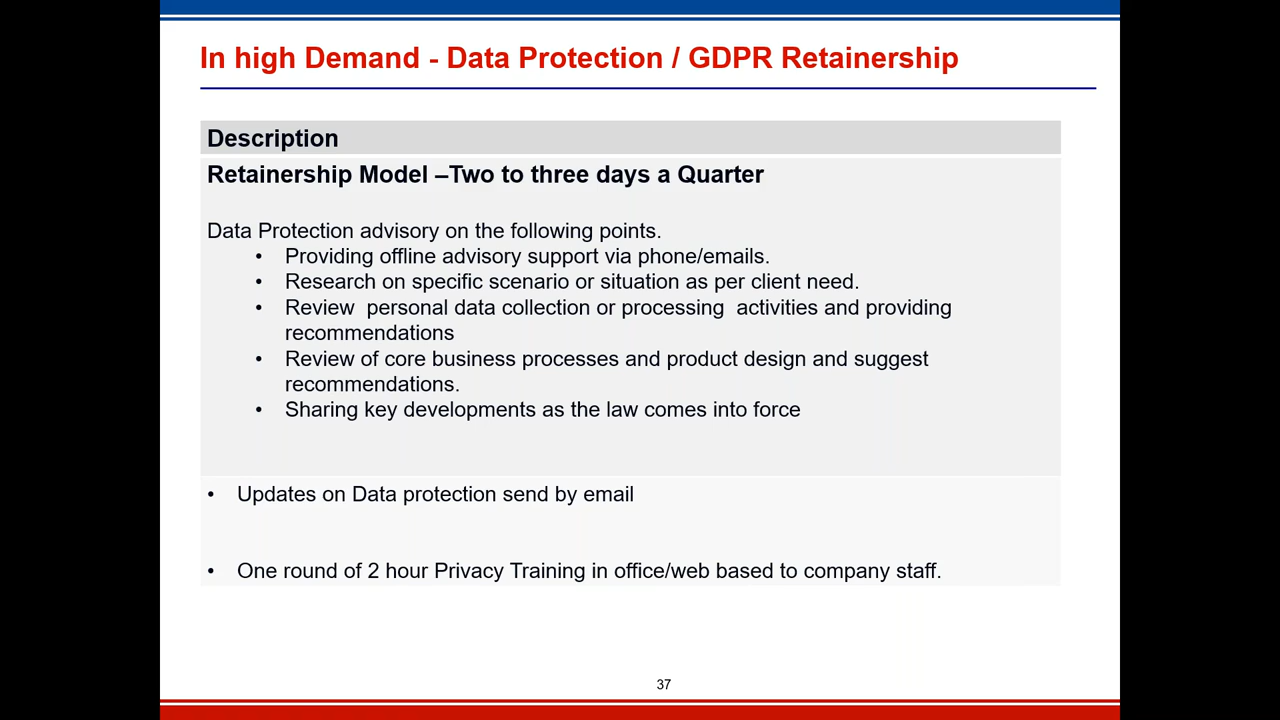 In high Demand - Data Protection / GDPR Retainership
Description
Retainership Model –Two to three days a Quarter
Data Protection advisory on the following points.
• Providing offline advisory support via phone/emails.
• Research on specific scenario or situation as per client need.
• Review personal data collection or processing activities and providing
recommendations
• Review of core business processes and product design and suggest
recommendations.
• Sharing key developments as the law comes into force
• Updates on Data protection send by email
• One round of 2 hour Privacy Training in office/web based to company staff.
37